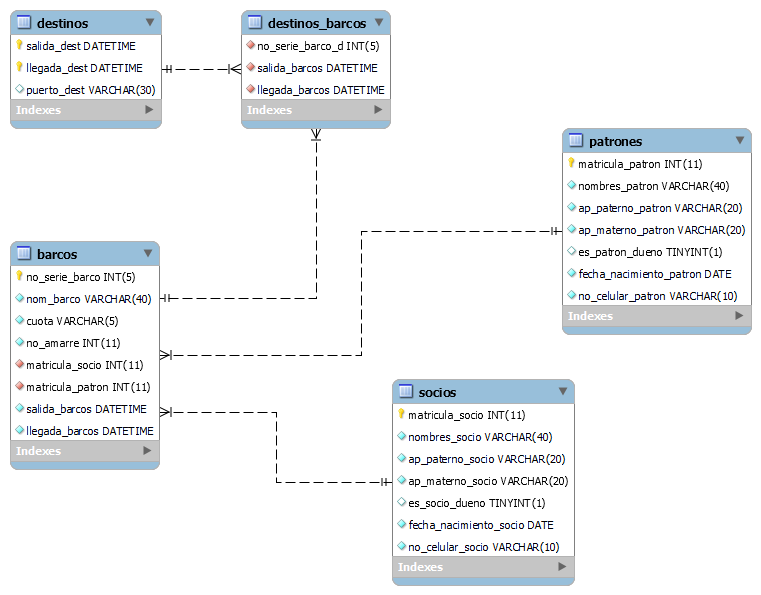 destinos
salida_dest DATETIME
llegada_dest DATETIME
puerto_dest VARCHAR(30)
Indexes
destinos_barcos
no_serie_barco_d INT(5)
salida_barcos DATETIME
llegada_barcos DATETIME
Indexes
patrones
matricula_patron INT(11)
nombres_patron VARCHAR(40)
ap_paterno_patron VARCHAR(20)
ap_materno_patron VARCHAR(20)
es_patron_dueno TINYINT(1)
fecha_nacimiento_patron DATE
no_celular_patron VARCHAR(10)
Indexes
barcos
no_serie_barco INT(5)
nom_barco VARCHAR(40)
cuota VARCHAR(5)
no_amarre INT(11)
matricula_socio INT(11)
matricula_patron INT(11)
salida_barcos DATETIME
llegada_barcos DATETIME
Indexes
socios
matricula_socio INT(11)
nombres_socio VARCHAR(40)
ap_paterno_socio VARCHAR(20)
ap_materno_socio VARCHAR(20)
es_socio_dueno TINYINT(1)
fecha_nacimiento_socio DATE
no_celular_socio VARCHAR(10)
Indexes